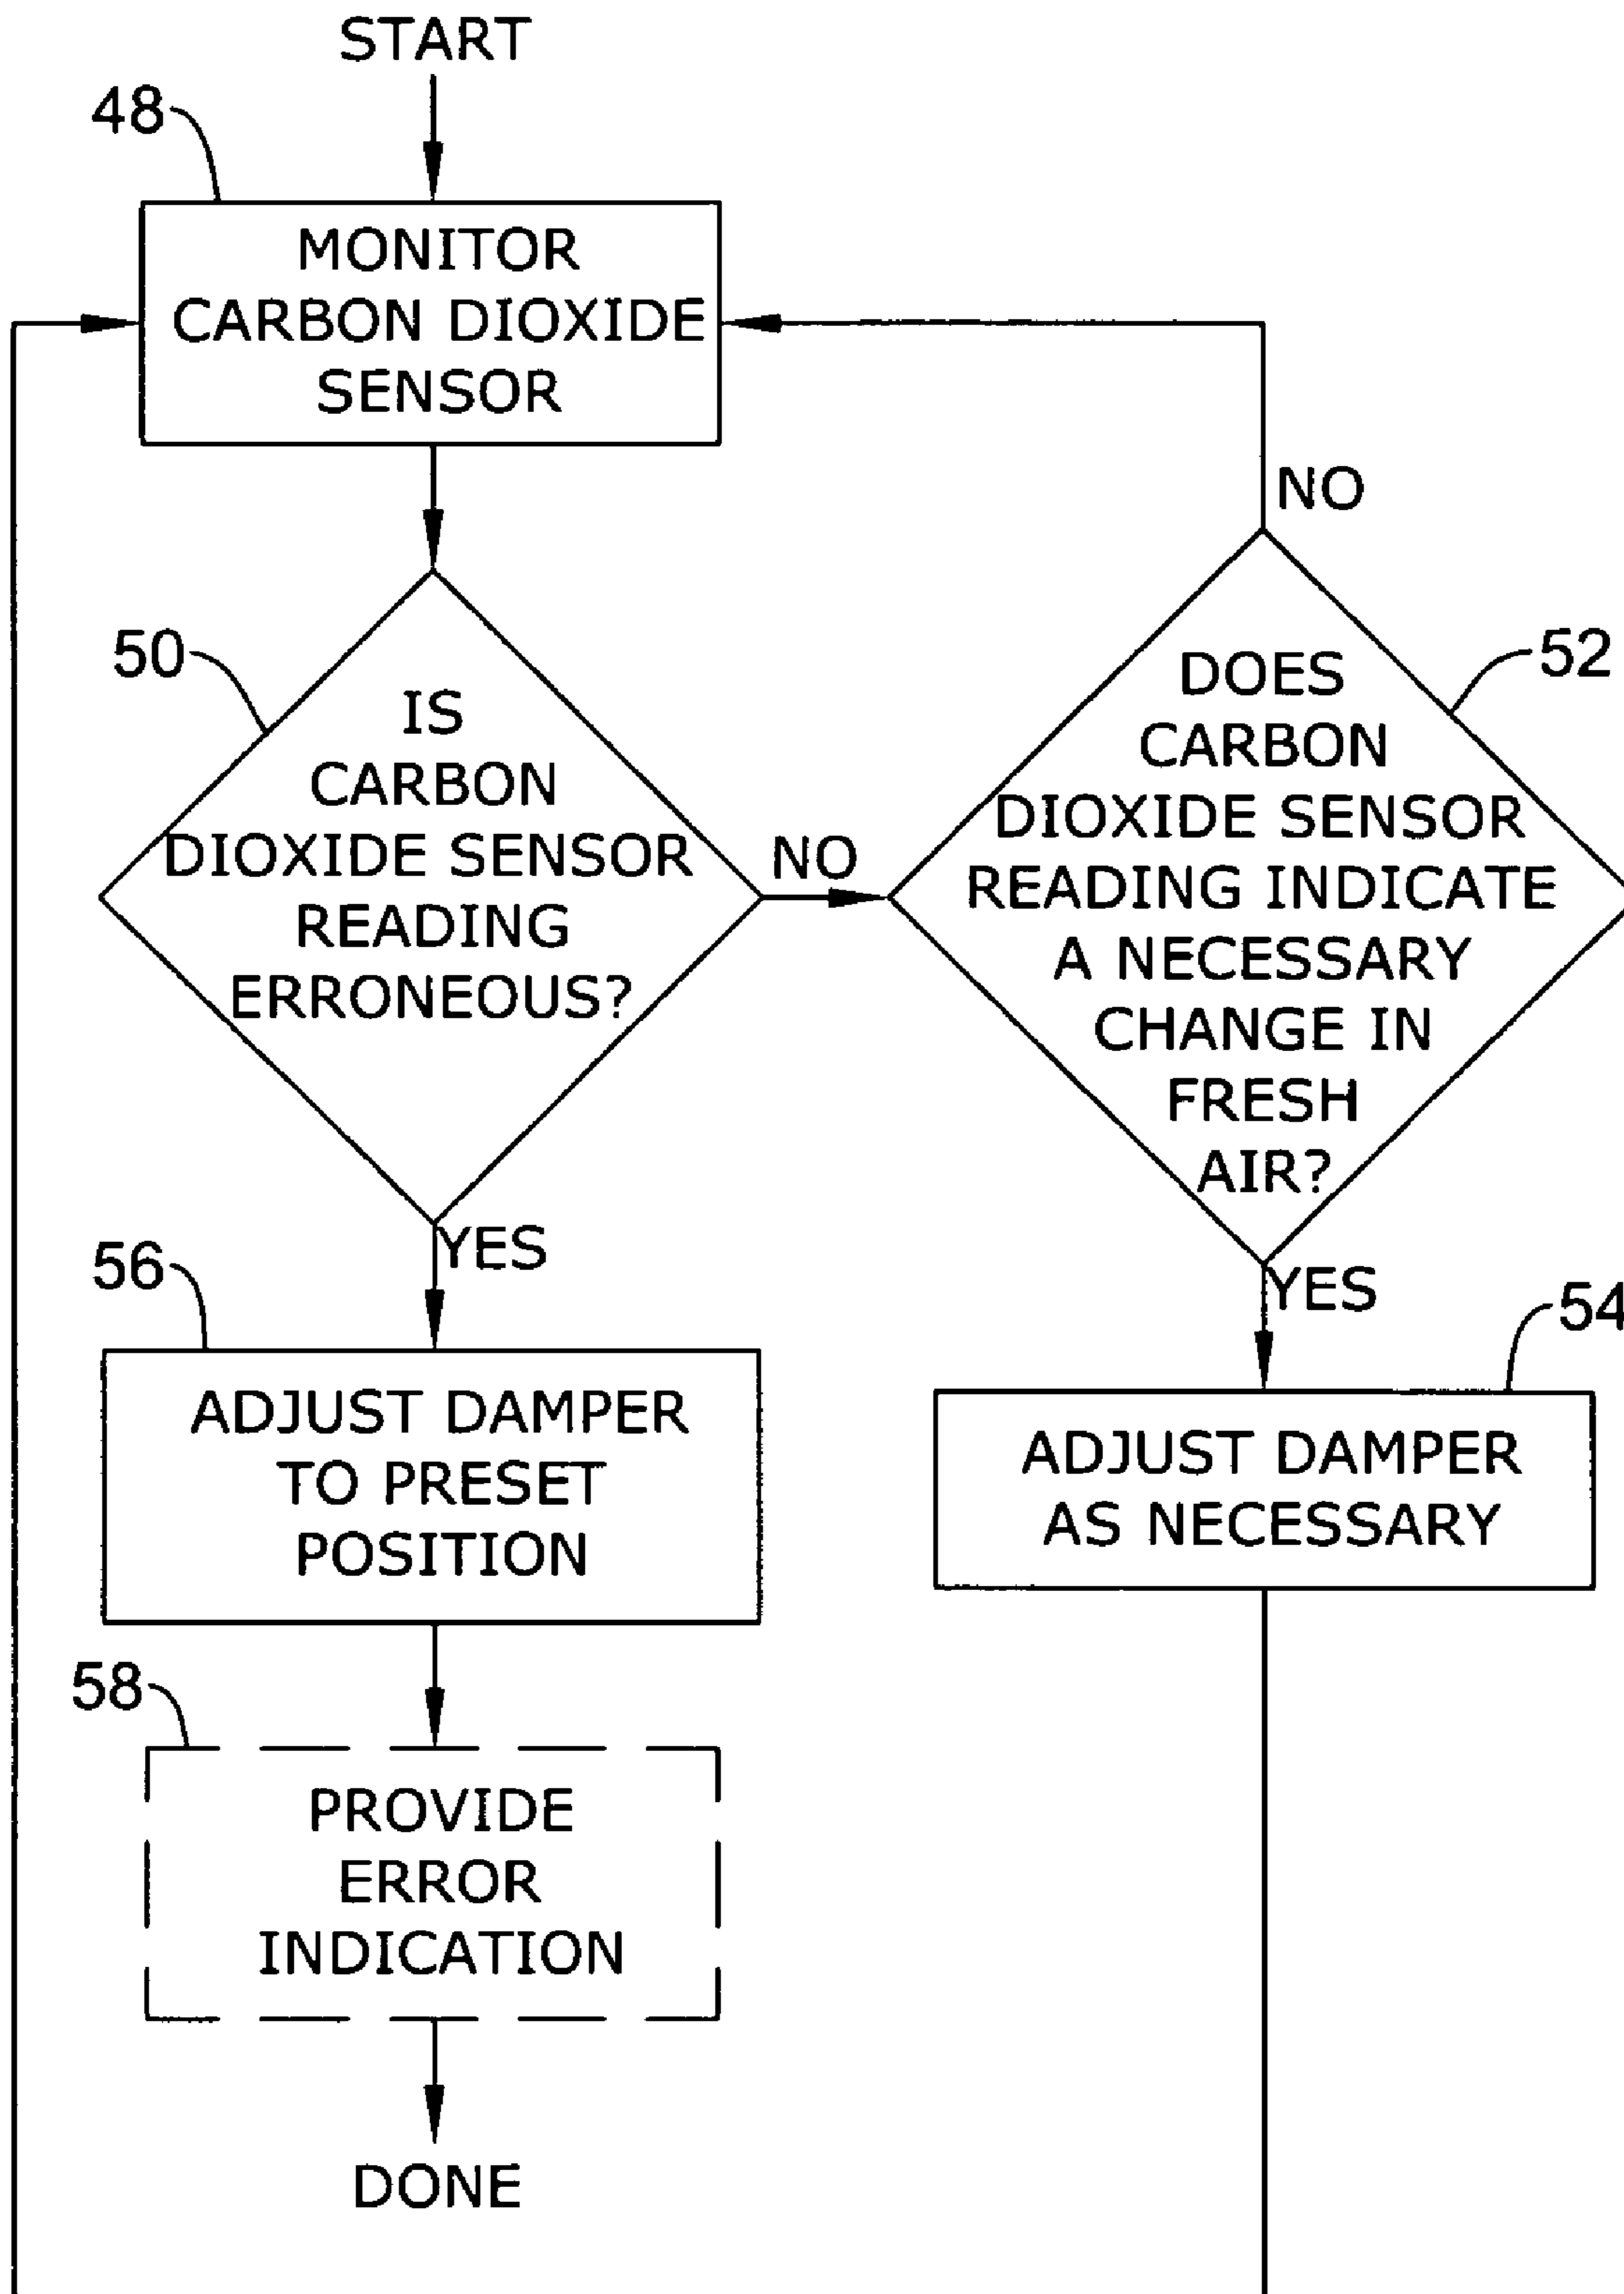 START
48
MONITOR
CARBON DIOXIDE
SENSOR
50
IS
CARBON
DIOXIDE SENSOR
READING
ERRONEOUS?
NO
52
DOES
CARBON
DIOXIDE SENSOR
READING INDICATE
A NECESSARY
CHANGE IN
FRESH
AIR?
NO
YES
56
ADJUST DAMPER
TO PRESET
POSITION
YES
54
ADJUST DAMPER
AS NECESSARY
58
PROVIDE
ERROR
INDICATION
DONE